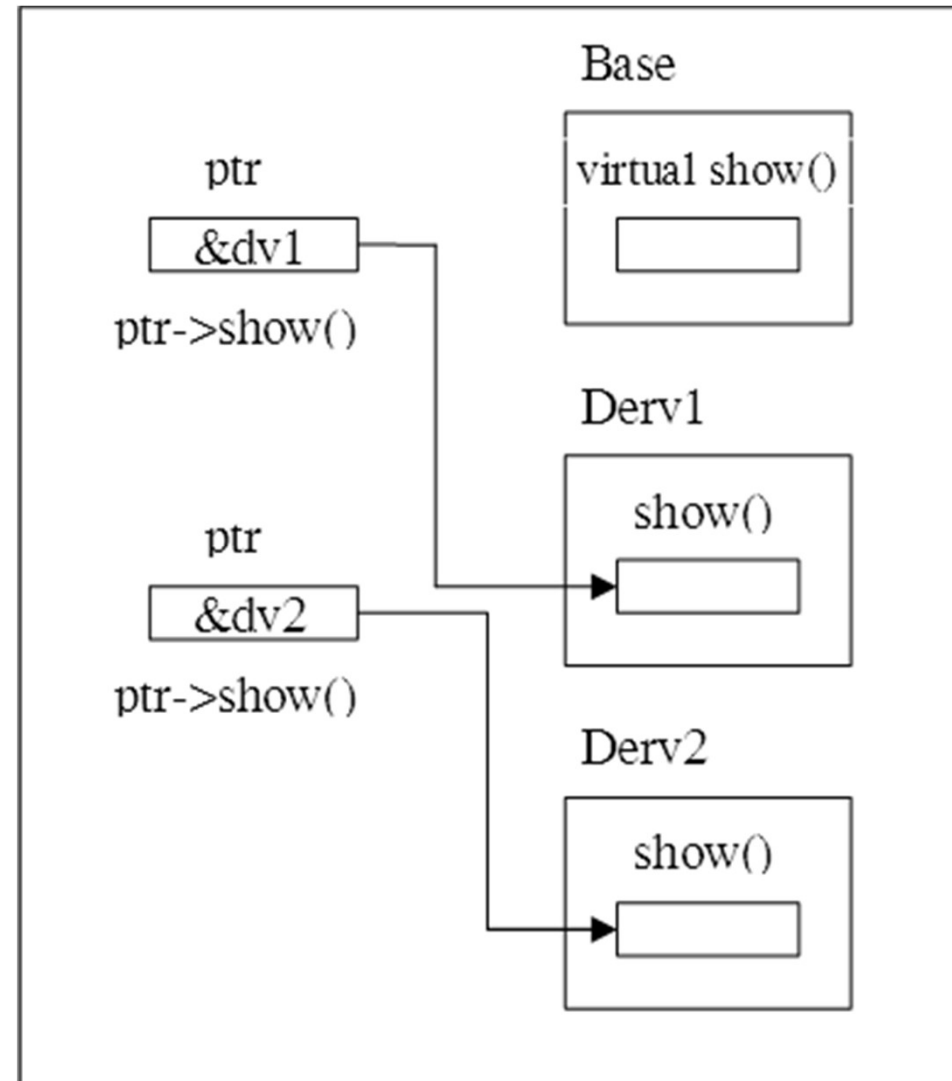 Base
virtual show()
ptr
&dv1
ptr->show()
Derv1
show()
ptr
&dv2
ptr->show()
Derv2
show()